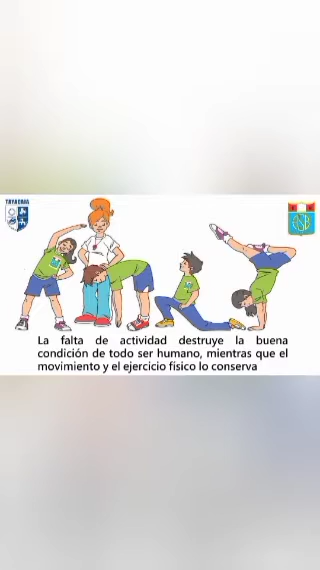 La falta de actividad destruye la buena
condición de todo ser humano, mientras que el
movimiento y el ejercicio físico lo conserva